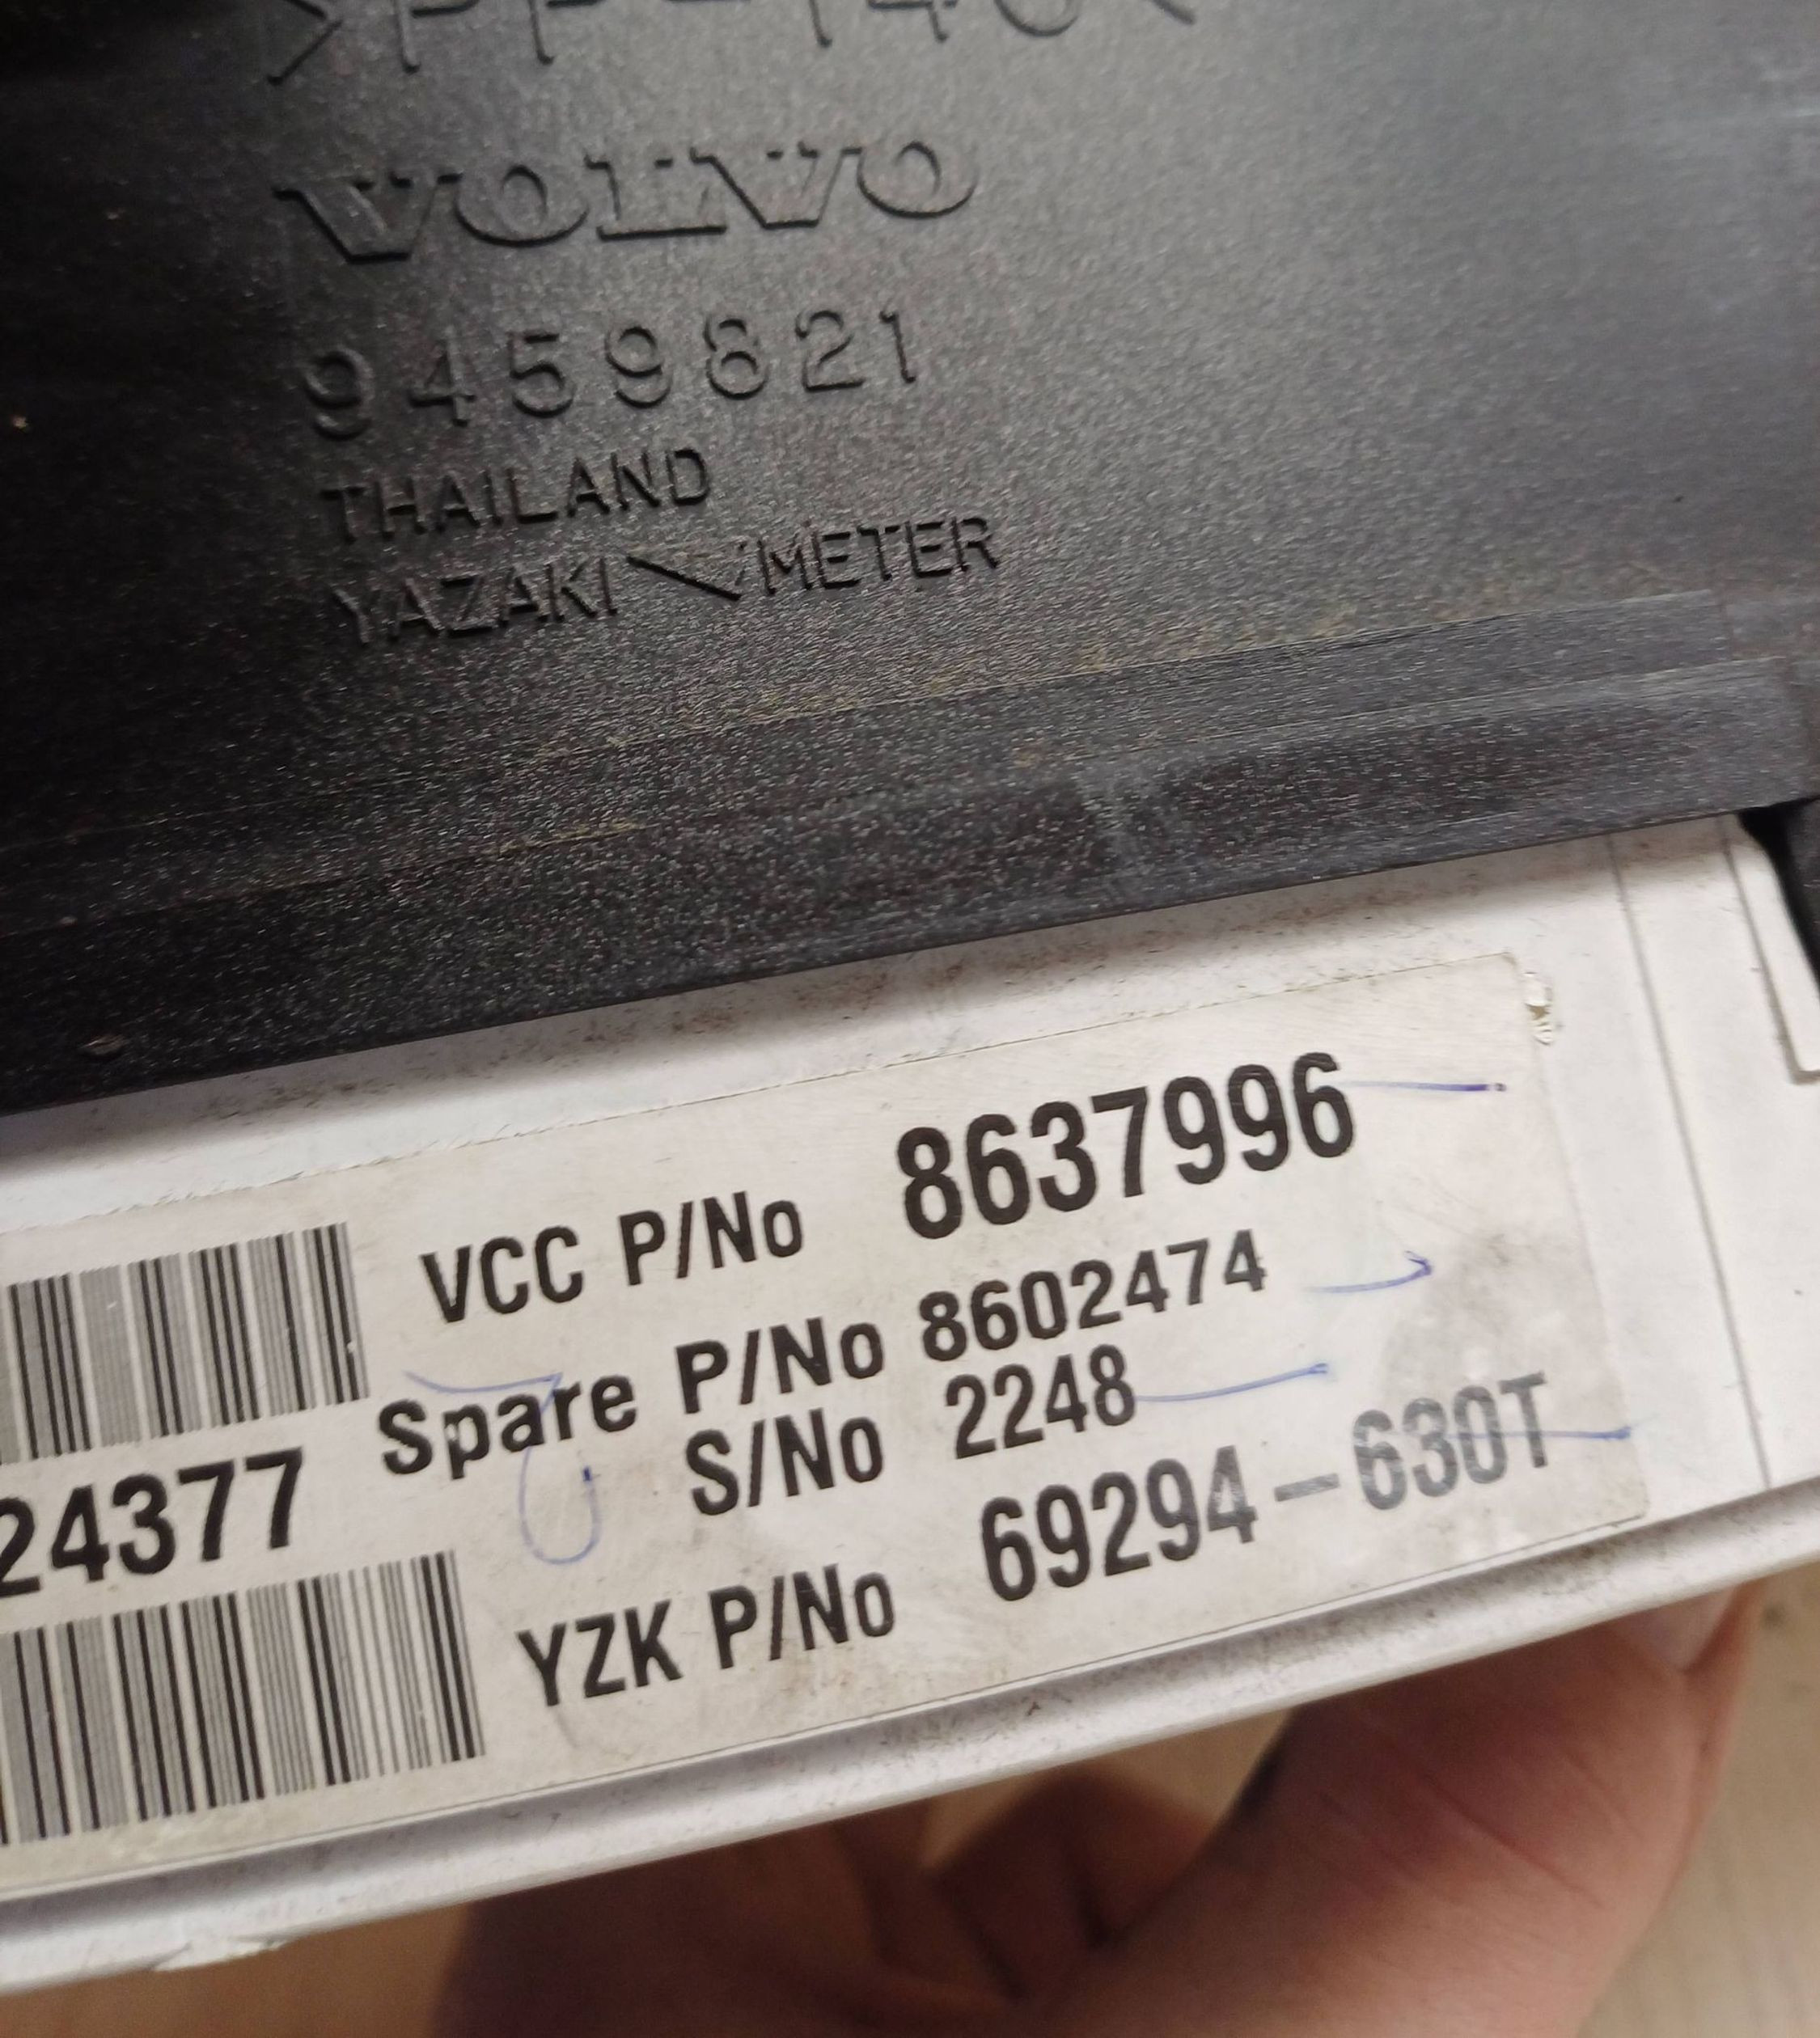 VOLVO
9459821
THAILAND
YAZAKI METER
VCC P/No 8637996
Spare P/No 8602474
S/No 2248
24377
YZK P/No 69294-630T